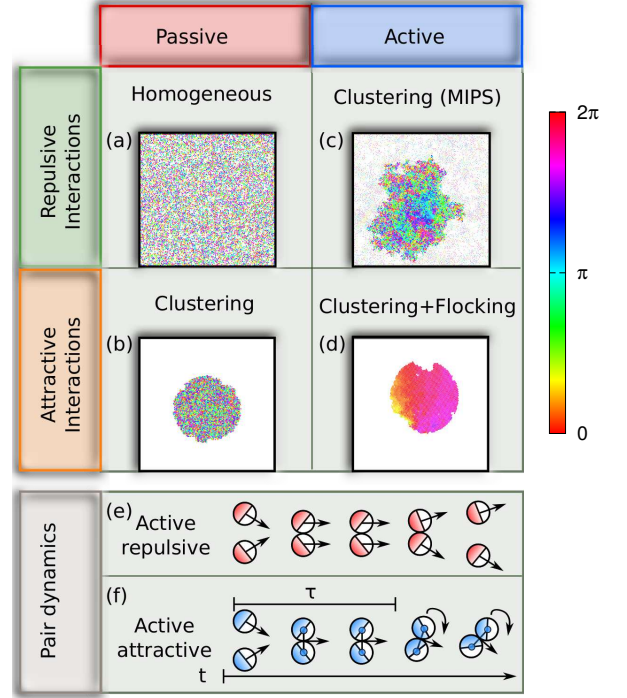 Passive
Active
Repulsive
Interactions
Homogeneous
Clustering (MIPS)
(a)
(c)
2π
π
0
Attractive
Interactions
Clustering
Clustering+Flocking
(b)
(d)
Pair dynamics
(e)
Active
repulsive
(f)
τ
Active
attractive
t